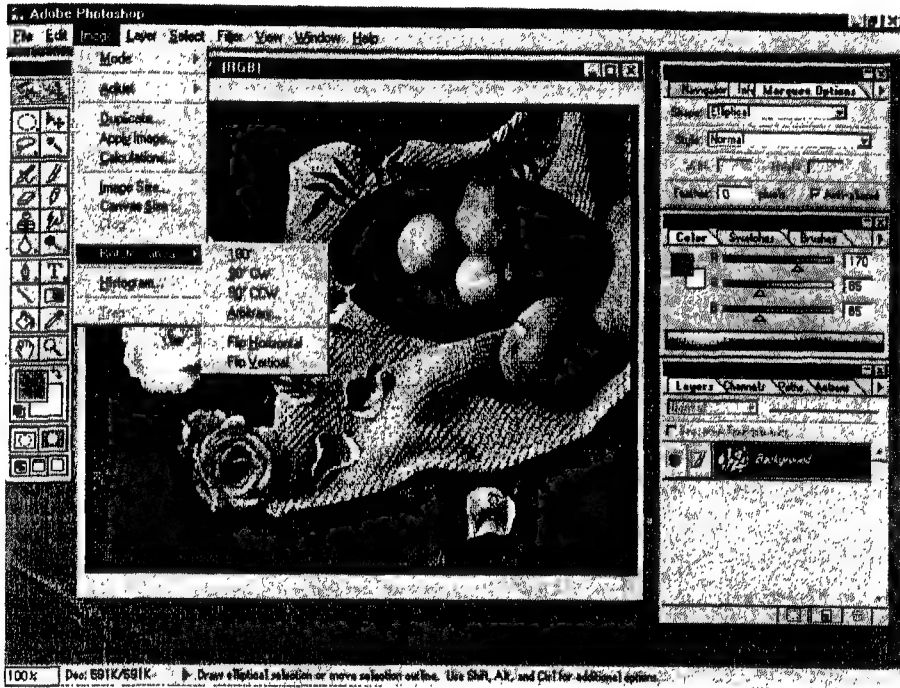 Adobe Photoshop
File Edit Image Layer Select Filter View Window Help
Mode
Adjust
Duplicate...
Apply Image...
Calculations...
Image Size...
Canvas Size...
Histogram...
Trap...
180°
90° CW
90° CCW
Arbitrary...
Flip Horizontal
Flip Vertical
(RGB)
Navigator Info Marquee Options
Shape: Elliptical
Style: Normal
Feather: 0 pixels Anti-aliased
Color Swatches Brushes
R 170
85
B 85
Layers Channels Paths Actions
Normal
Background
100% Doc: 591K/591K Draw elliptical selection or move selection outline. Use Shift, Alt, and Ctrl for additional options.